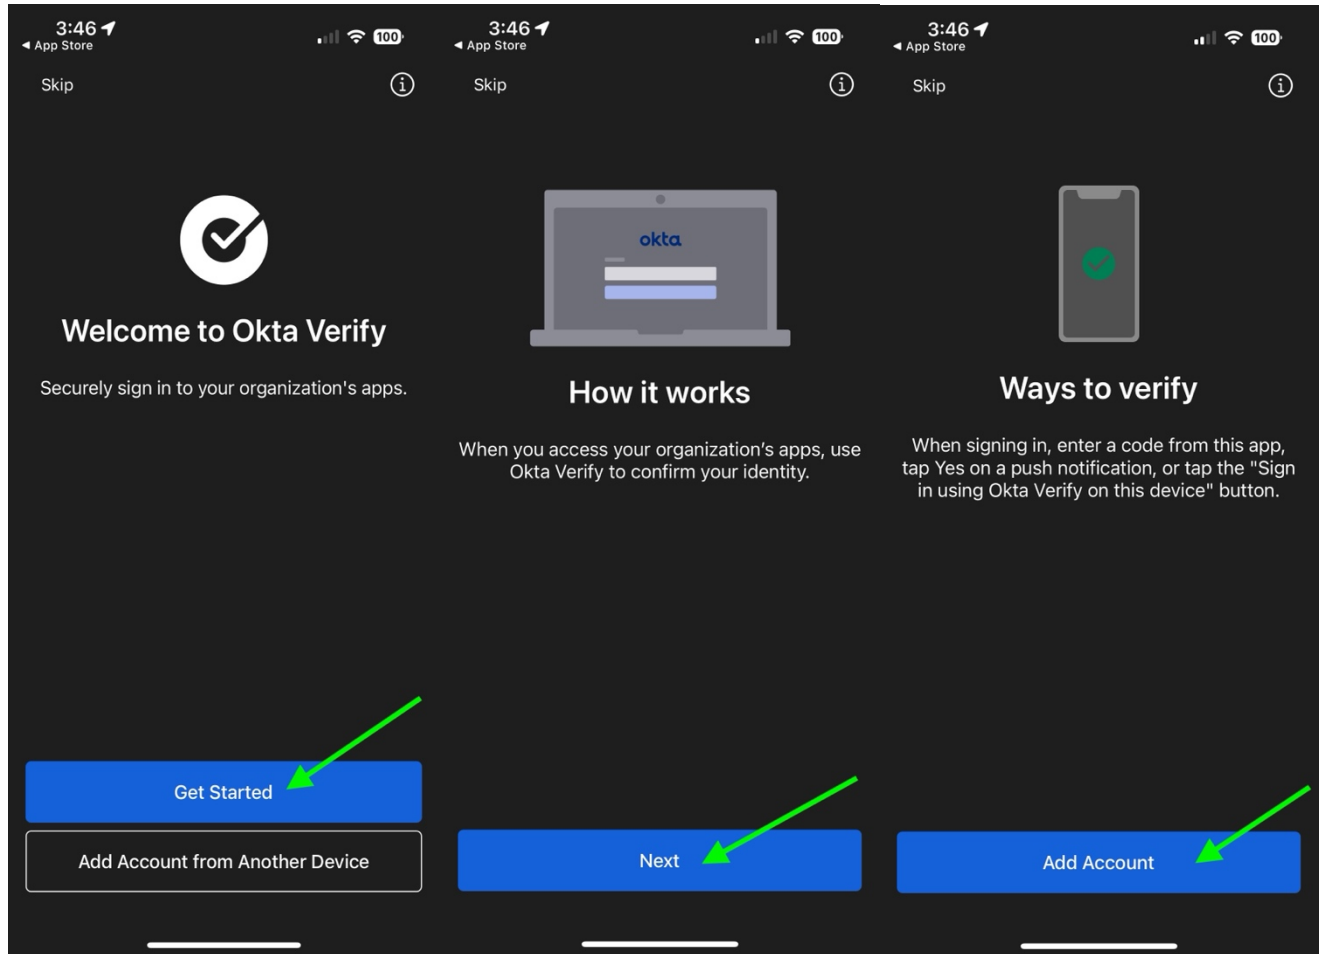 3:46
◀ App Store
100
Skip
Welcome to Okta Verify
Securely sign in to your organization's apps.
Get Started
Add Account from Another Device
3:46
◀ App Store
100
Skip
okta
How it works
When you access your organization's apps, use
Okta Verify to confirm your identity.
Next
3:46
◀ App Store
100
Skip
Ways to verify
When signing in, enter a code from this app,
tap Yes on a push notification, or tap the "Sign
in using Okta Verify on this device" button.
Add Account